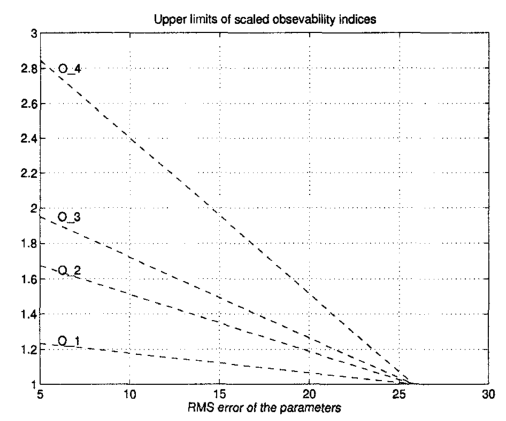 Upper limits of scaled obsevability indices
3
2.8
2.6
2.4
2.2
2
1.8
1.6
1.4
1.2
1
O_4
O_3
O_2
O_1
5 10 15 20 25 30
RMS error of the parameters